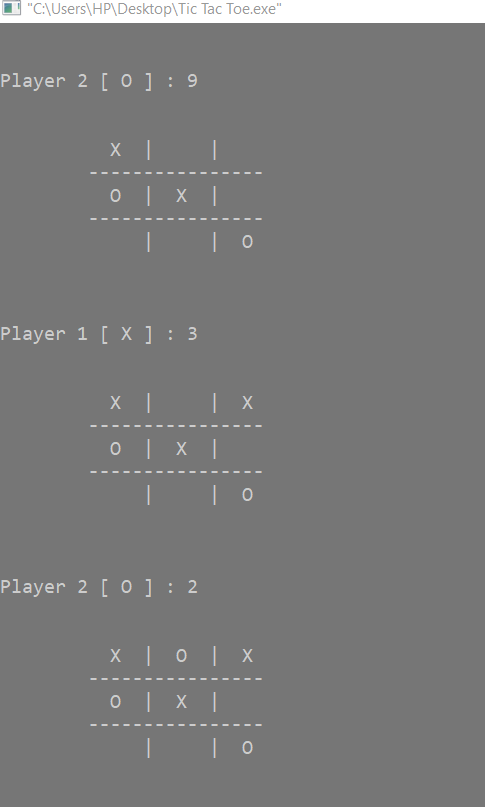 "C:\Users\HP\Desktop\Tic Tac Toe.exe"
Player 2 [ O ] : 9
X | |
----------------
O | X |
----------------
| | O
Player 1 [ X ] : 3
X | | X
----------------
O | X |
----------------
| | O
Player 2 [ O ] : 2
X | O | X
----------------
O | X |
----------------
| | O